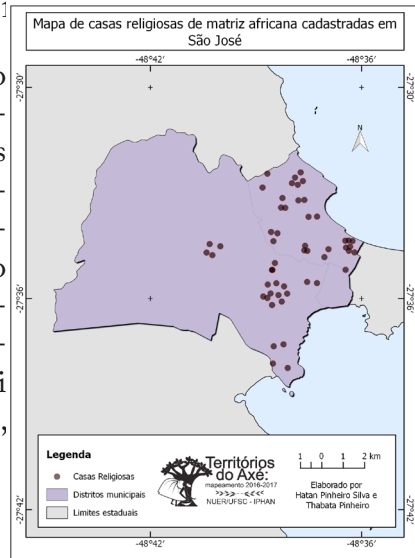 Mapa de casas religiosas de matriz africana cadastradas em
São José
-48°42' -48°36'
-27°30' -27°30'
N
-27°36' -27°36'
Legenda
Casas Religiosas
Distritos municipais
Limites estaduais
Territórios
do Axé:
mapeamento 2016-2017
NUER/UFSC - IPHAN
1 0 1 2 km
Elaborado por
Hatan Pinheiro Silva e
Thabata Pinheiro
-27°42' -27°42'
-48°42' -48°36'